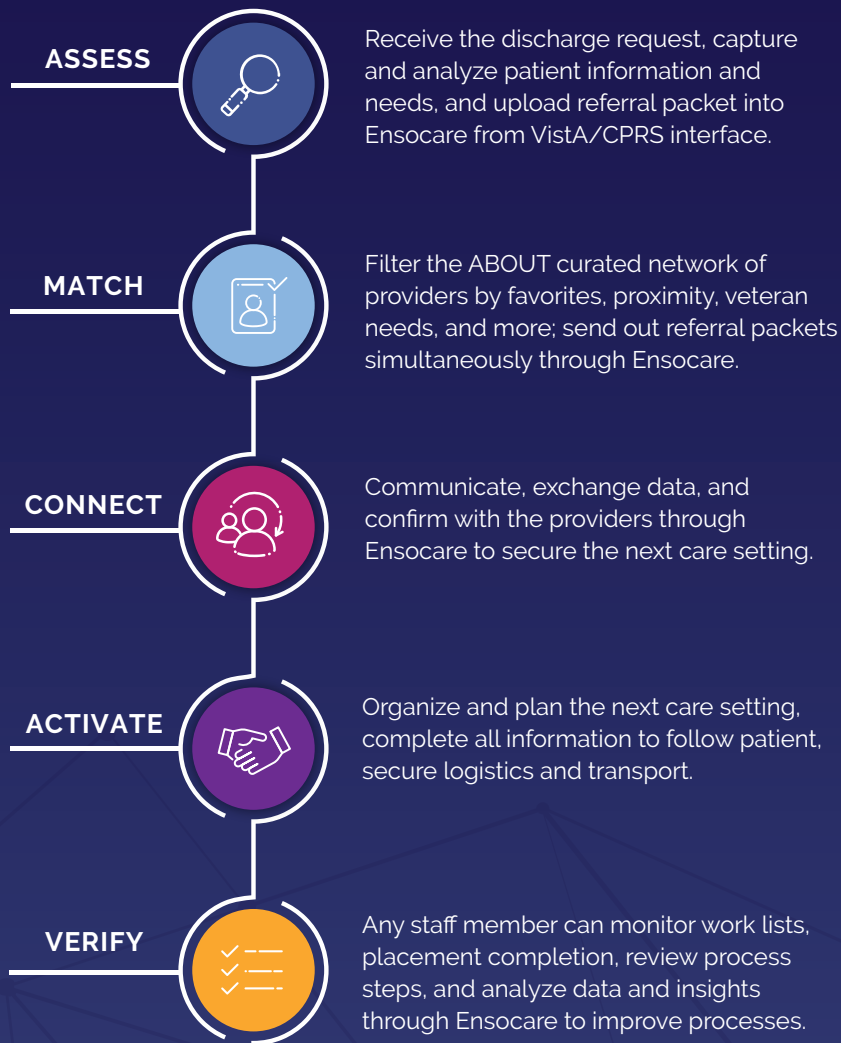 ASSESS
Receive the discharge request, capture
and analyze patient information and
needs, and upload referral packet into
Ensocare from VistA/CPRS interface.
MATCH
Filter the ABOUT curated network of
providers by favorites, proximity, veteran
needs, and more; send out referral packets
simultaneously through Ensocare.
CONNECT
Communicate, exchange data, and
confirm with the providers through
Ensocare to secure the next care setting.
ACTIVATE
Organize and plan the next care setting,
complete all information to follow patient,
secure logistics and transport.
VERIFY
Any staff member can monitor work lists,
placement completion, review process
steps, and analyze data and insights
through Ensocare to improve processes.